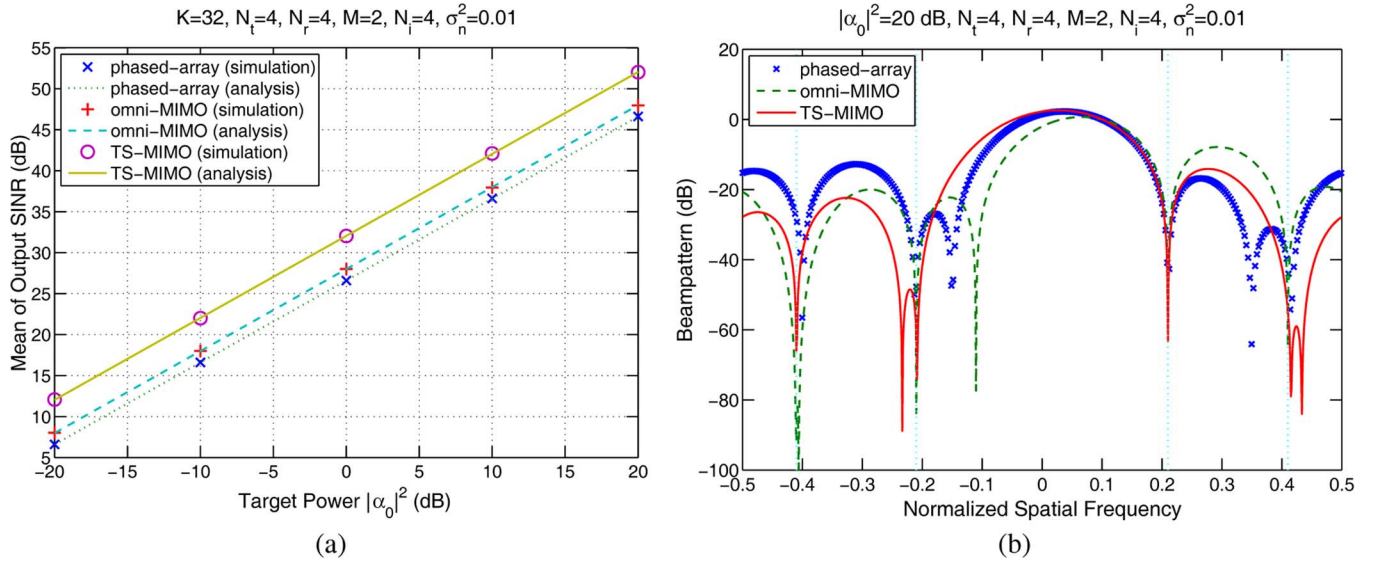 K=32, N_t=4, N_r=4, M=2, N_i=4, σ_n^2=0.01
55
50
45
40
35
30
25
20
15
10
5
Mean of Output SINR (dB)
phased-array (simulation)
phased-array (analysis)
omni-MIMO (simulation)
omni-MIMO (analysis)
TS-MIMO (simulation)
TS-MIMO (analysis)
-20 -15 -10 -5 0 5 10 15 20
Target Power |α_0|^2 (dB)
(a)
|α_0|^2=20 dB, N_t=4, N_r=4, M=2, N_i=4, σ_n^2=0.01
20
0
-20
-40
-60
-80
-100
Beampattern (dB)
phased-array
omni-MIMO
TS-MIMO
-0.5 -0.4 -0.3 -0.2 -0.1 0 0.1 0.2 0.3 0.4 0.5
Normalized Spatial Frequency
(b)